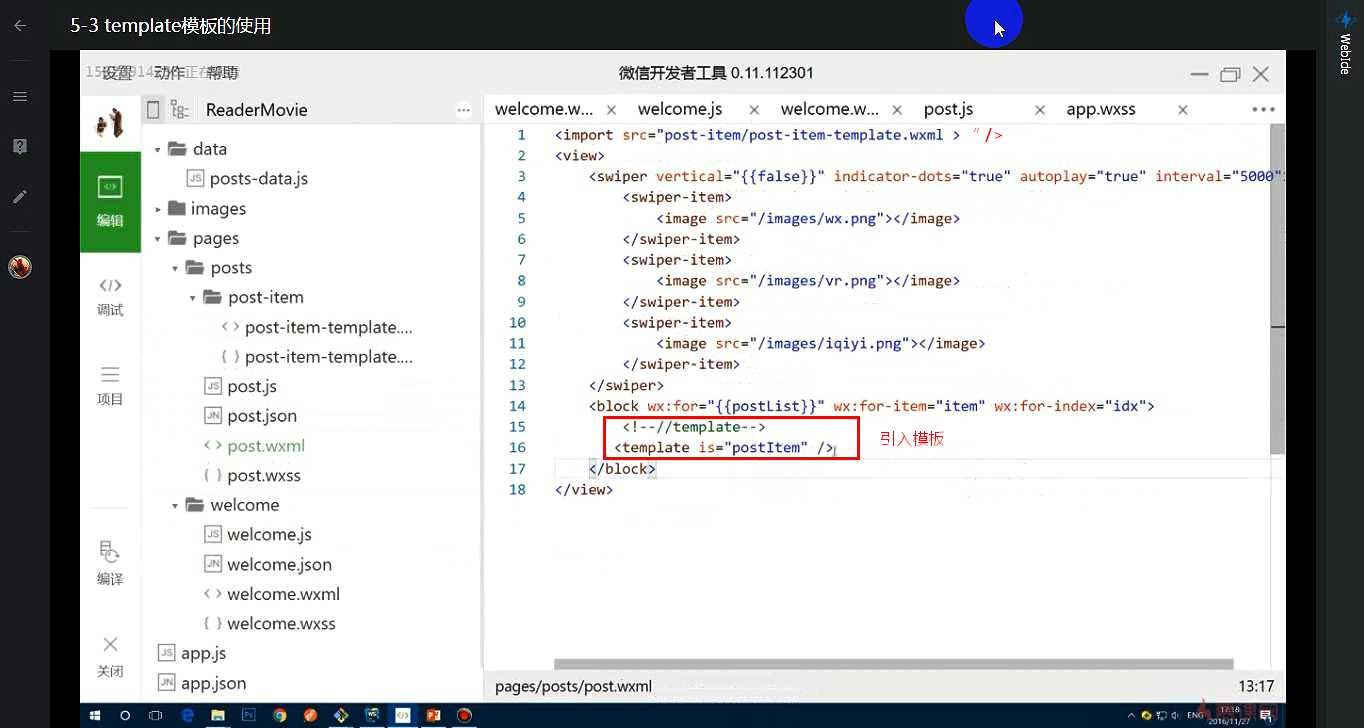 5-3 template模板的使用
WebIde
设置 动作 帮助
微信开发者工具 0.11.112301
ReaderMovie
welcome.w... welcome.js welcome.w... post.js app.wxss
编辑
调试
项目
编译
关闭
data
posts-data.js
images
pages
posts
post-item
post-item-template....
post-item-template....
post.js
post.json
post.wxml
post.wxss
welcome
welcome.js
welcome.json
welcome.wxml
welcome.wxss
app.js
app.json
1 <import src="post-item/post-item-template.wxml > "/>
2 <view>
3 <swiper vertical="{{false}}" indicator-dots="true" autoplay="true" interval="5000"
4 <swiper-item>
5 <image src="/images/wx.png"></image>
6 </swiper-item>
7 <swiper-item>
8 <image src="/images/vr.png"></image>
9 </swiper-item>
10 <swiper-item>
11 <image src="/images/iqiyi.png"></image>
12 </swiper-item>
13 </swiper>
14 <block wx:for="{{postList}}" wx:for-item="item" wx:for-index="idx">
15 <!--//template-->
16 <template is="postItem" />
引入模板
17 </block>
18 </view>
pages/posts/post.wxml
13:17
ENG
17:18
2016/11/27